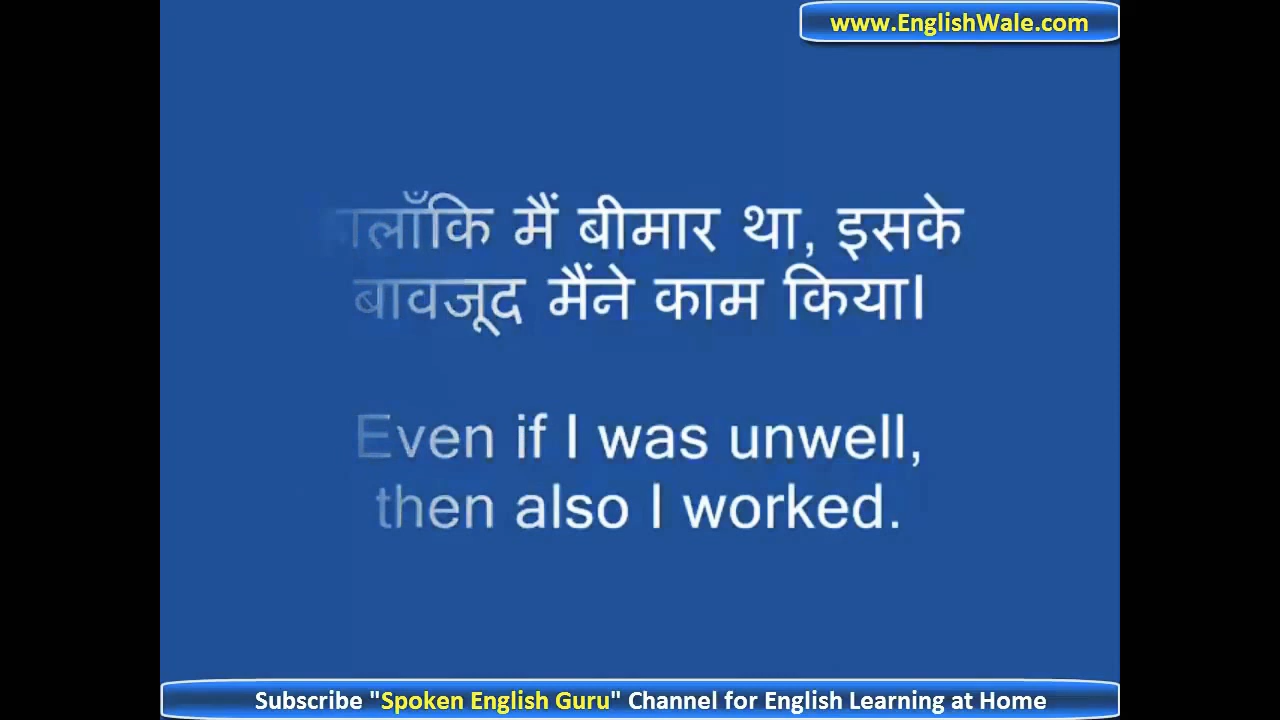 www.EnglishWale.com
हालाँकि मैं बीमार था, इसके
बावजूद मैंने काम किया।
Even if I was unwell,
then also I worked.
Subscribe "Spoken English Guru" Channel for English Learning at Home